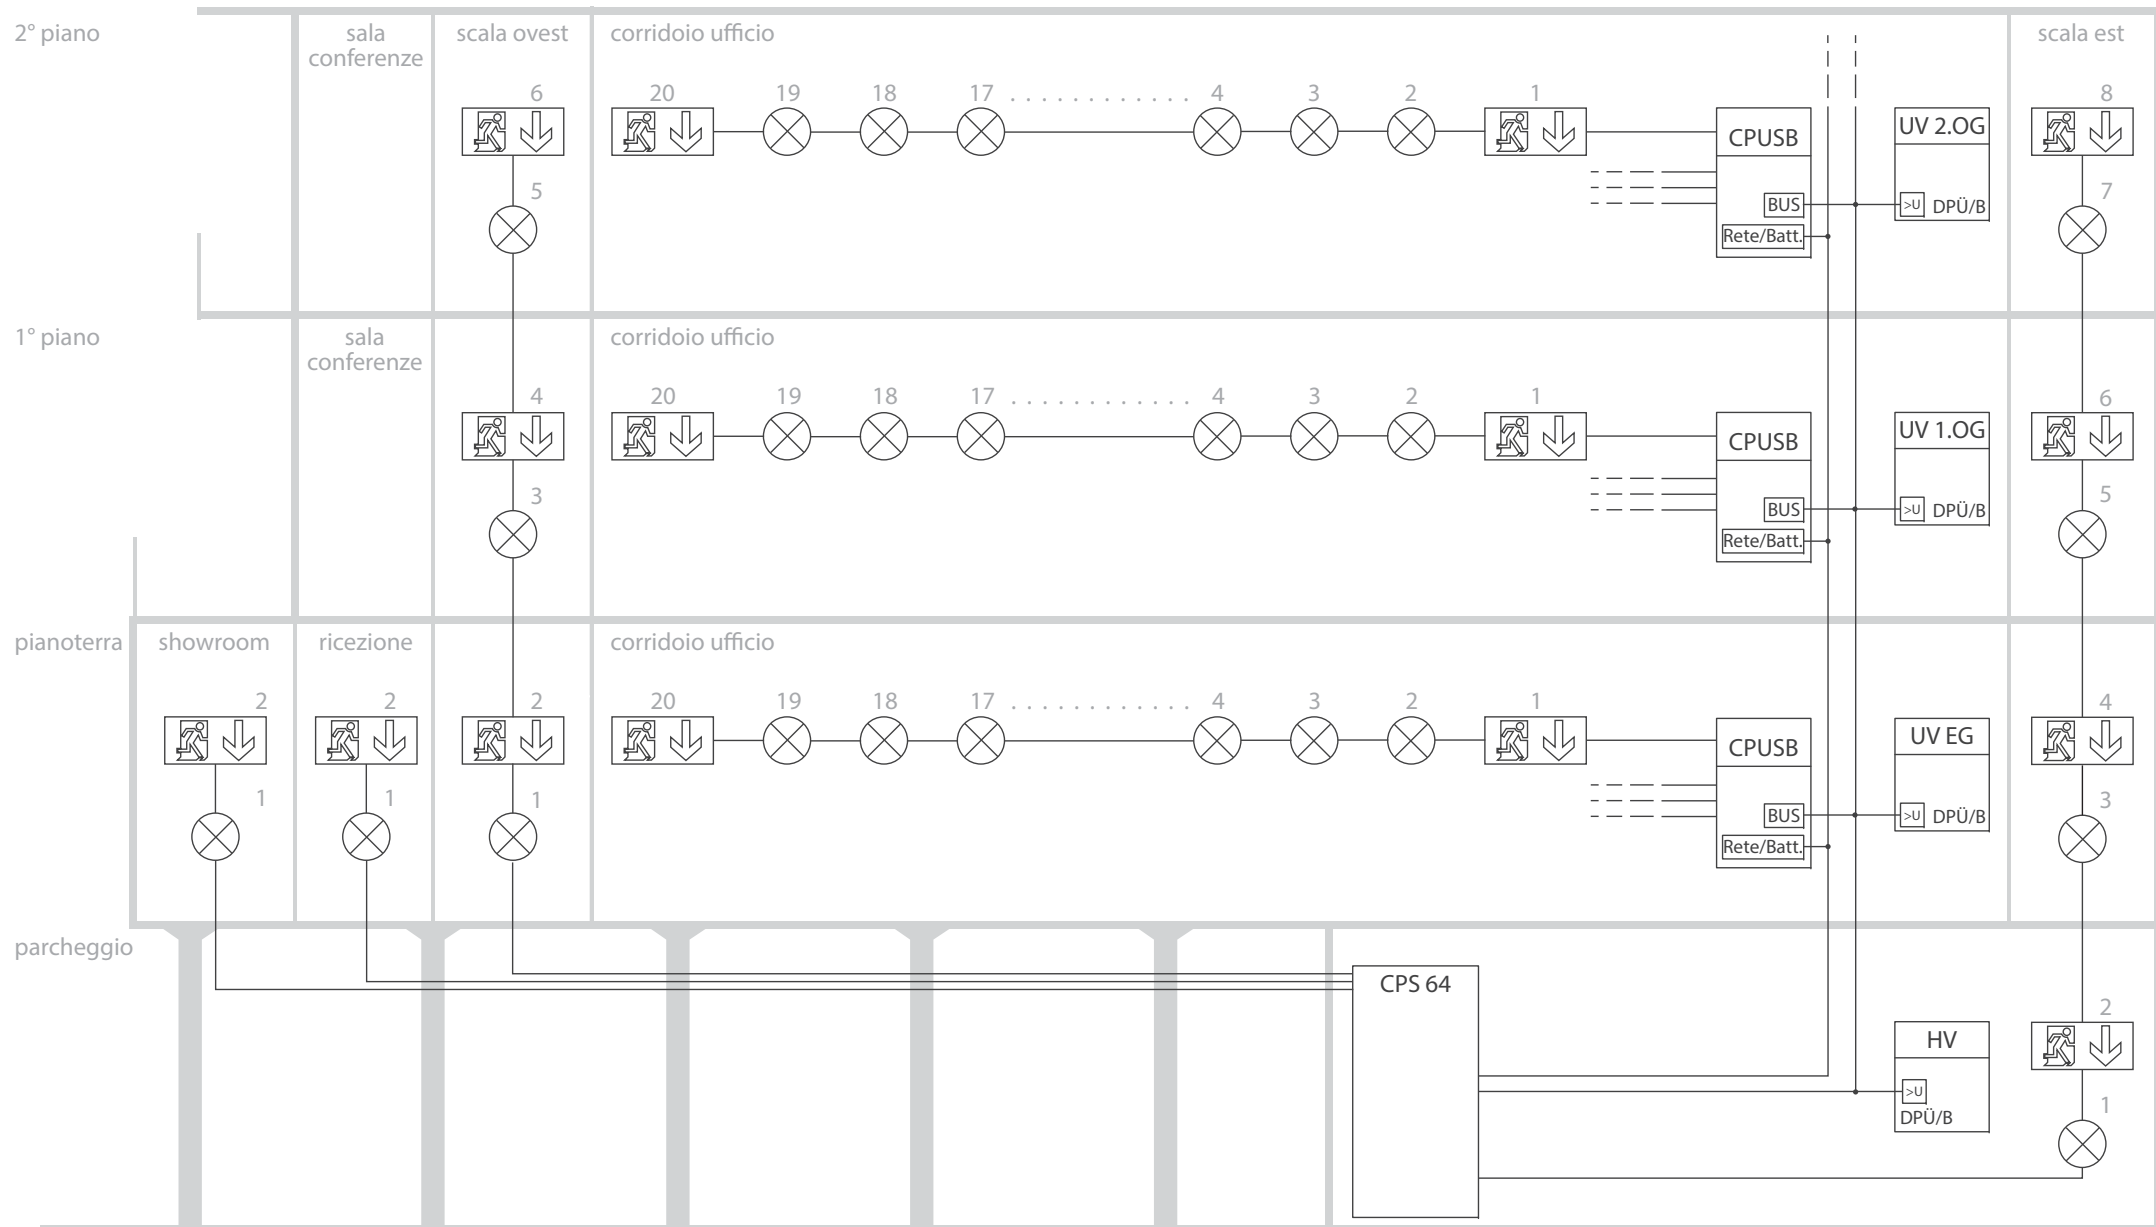 2° piano
sala
conferenze
scala ovest
corridoio ufficio
scala est
6
20
19
18
17 . . . . . . . . . . . . 4
3
2
1
8
CPUSB
UV 2.OG
5
7
BUS
>U DPÜ/B
Rete/Batt.
1° piano
sala
conferenze
corridoio ufficio
4
20
19
18
17 . . . . . . . . . . . . 4
3
2
1
6
CPUSB
UV 1.OG
3
5
BUS
>U DPÜ/B
Rete/Batt.
pianoterra
showroom
ricezione
corridoio ufficio
2
2
2
20
19
18
17 . . . . . . . . . . . . 4
3
2
1
4
CPUSB
UV EG
1
1
1
3
BUS
>U DPÜ/B
Rete/Batt.
parcheggio
CPS 64
2
HV
>U
DPÜ/B
1